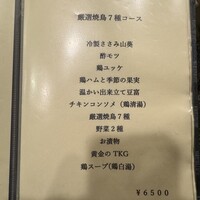 厳選焼鳥7種コース
冷製ささみ山葵
酢モツ
鶏ユッケ
鶏ハムと季節の果実
温かい出来立て豆富
チキンコンソメ(鶏清湯)
厳選焼鳥7種
野菜2種
お漬物
黄金のTKG
鶏スープ(鶏白湯)
¥6500